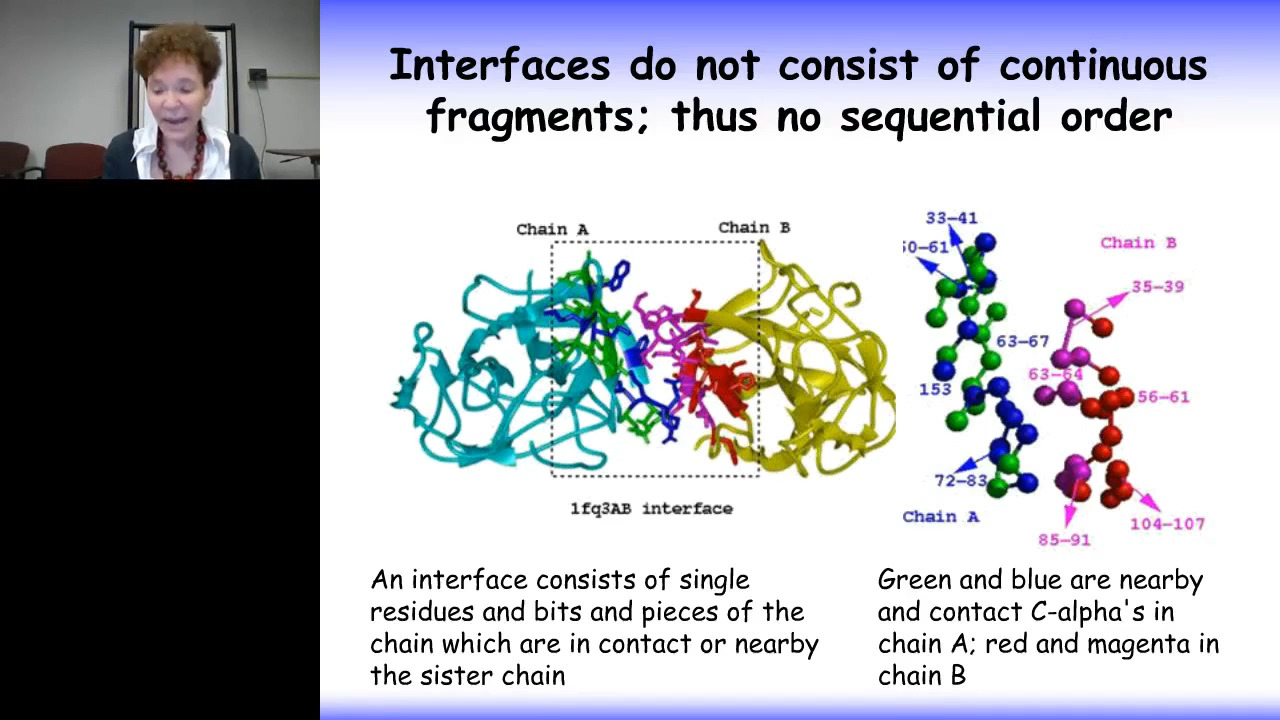 Interfaces do not consist of continuous
fragments; thus no sequential order
Chain A
Chain B
1fq3AB interface
33–41
50–61
Chain B
35–39
63–67
63–64
153
56–61
72–83
Chain A
104–107
85–91
An interface consists of single
residues and bits and pieces of the
chain which are in contact or nearby
the sister chain
Green and blue are nearby
and contact C-alpha's in
chain A; red and magenta in
chain B